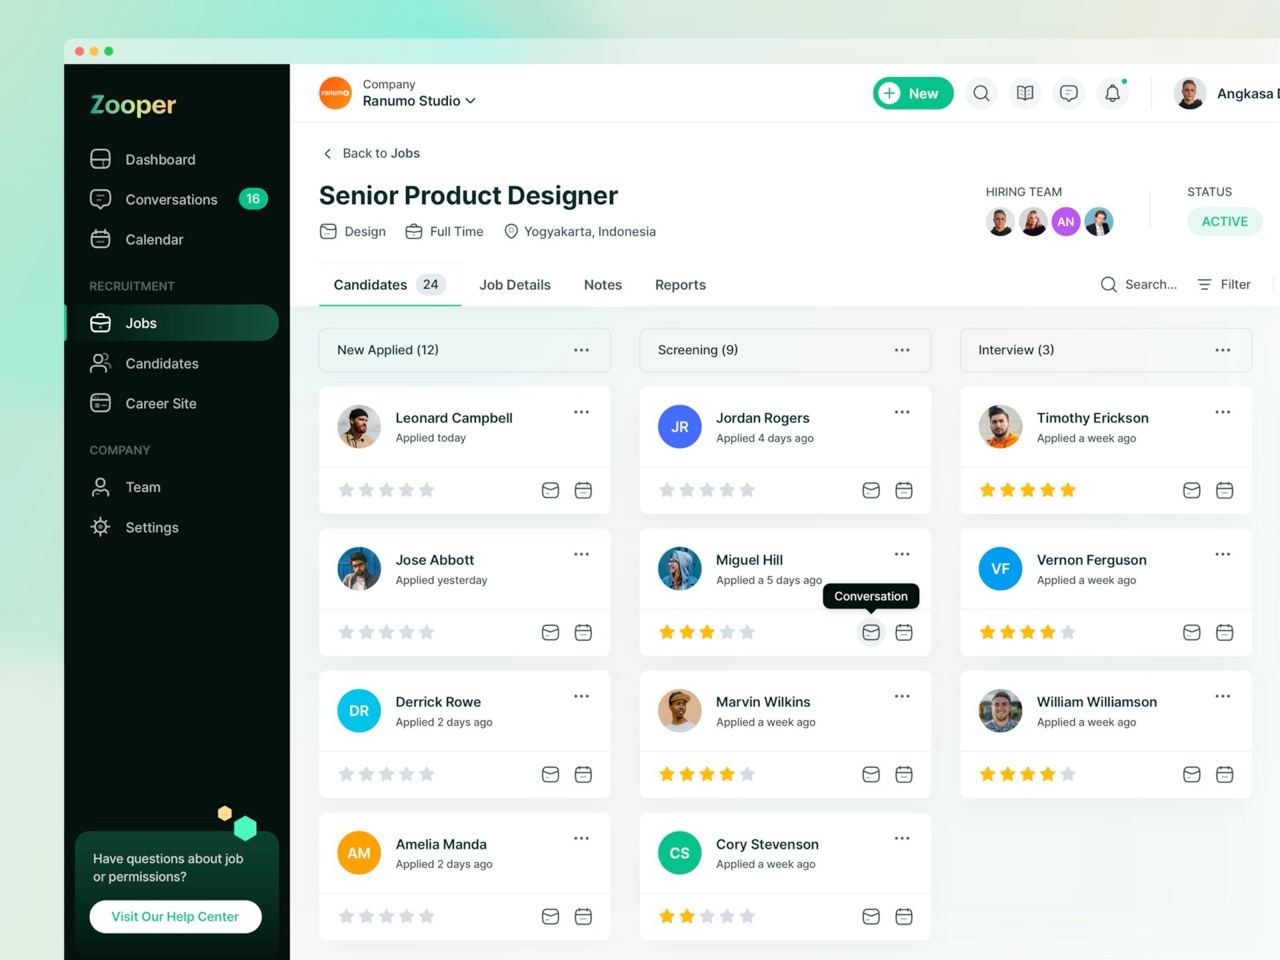 Zooper
Dashboard
Conversations 16
Calendar
RECRUITMENT
Jobs
Candidates
Career Site
COMPANY
Team
Settings
Have questions about job
or permissions?
Visit Our Help Center
ranumo
Company
Ranumo Studio
New
Angkasa D
Back to Jobs
Senior Product Designer
Design Full Time Yogyakarta, Indonesia
HIRING TEAM
AN
STATUS
ACTIVE
Candidates 24 Job Details Notes Reports
Search... Filter
New Applied (12)
Leonard Campbell
Applied today
Jose Abbott
Applied yesterday
DR
Derrick Rowe
Applied 2 days ago
AM
Amelia Manda
Applied 2 days ago
Screening (9)
JR
Jordan Rogers
Applied 4 days ago
Miguel Hill
Applied a 5 days ago
Conversation
Marvin Wilkins
Applied a week ago
CS
Cory Stevenson
Applied a week ago
Interview (3)
Timothy Erickson
Applied a week ago
VF
Vernon Ferguson
Applied a week ago
William Williamson
Applied a week ago